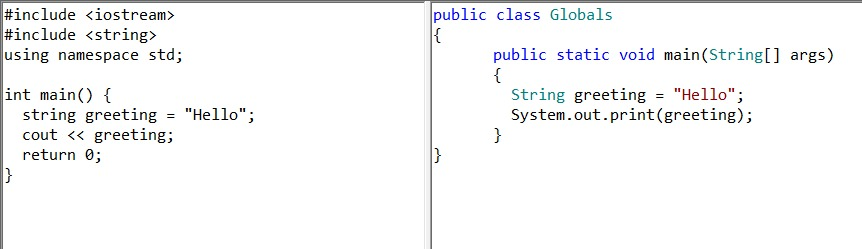 #include <iostream>
#include <string>
using namespace std;

int main() {
  string greeting = "Hello";
  cout << greeting;
  return 0;
}
public class Globals
{
       public static void main(String[] args)
       {
         String greeting = "Hello";
         System.out.print(greeting);
       }
}